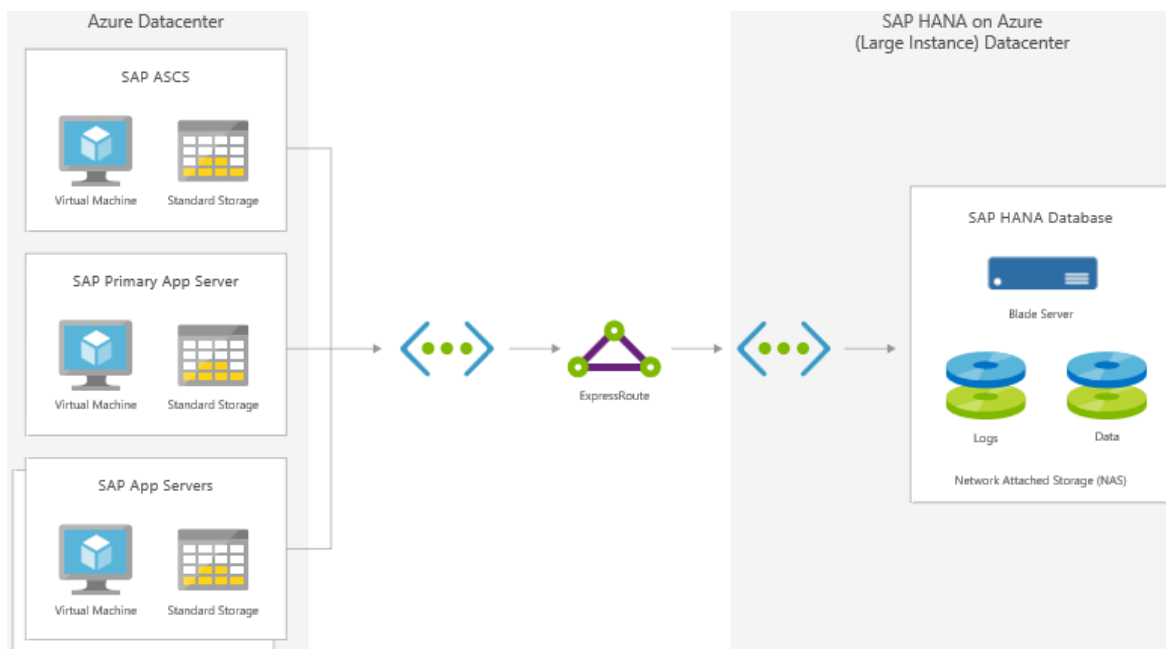 Azure Datacenter
SAP ASCS
Virtual Machine
Standard Storage
SAP Primary App Server
Virtual Machine
Standard Storage
SAP App Servers
Virtual Machine
Standard Storage
ExpressRoute
SAP HANA on Azure
(Large Instance) Datacenter
SAP HANA Database
Blade Server
Logs
Data
Network Attached Storage (NAS)